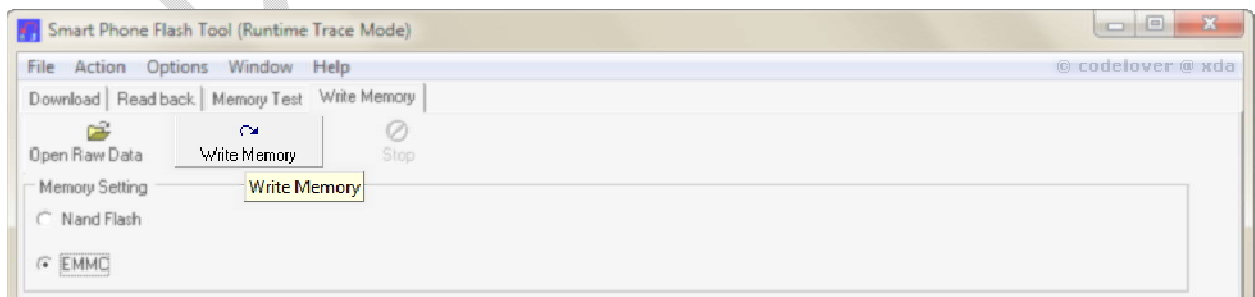 Smart Phone Flash Tool (Runtime Trace Mode)
File Action Options Window Help © codelover @ xda
Download Read back Memory Test Write Memory
Open Raw Data Write Memory Stop
Write Memory
Memory Setting
Nand Flash
EMMC